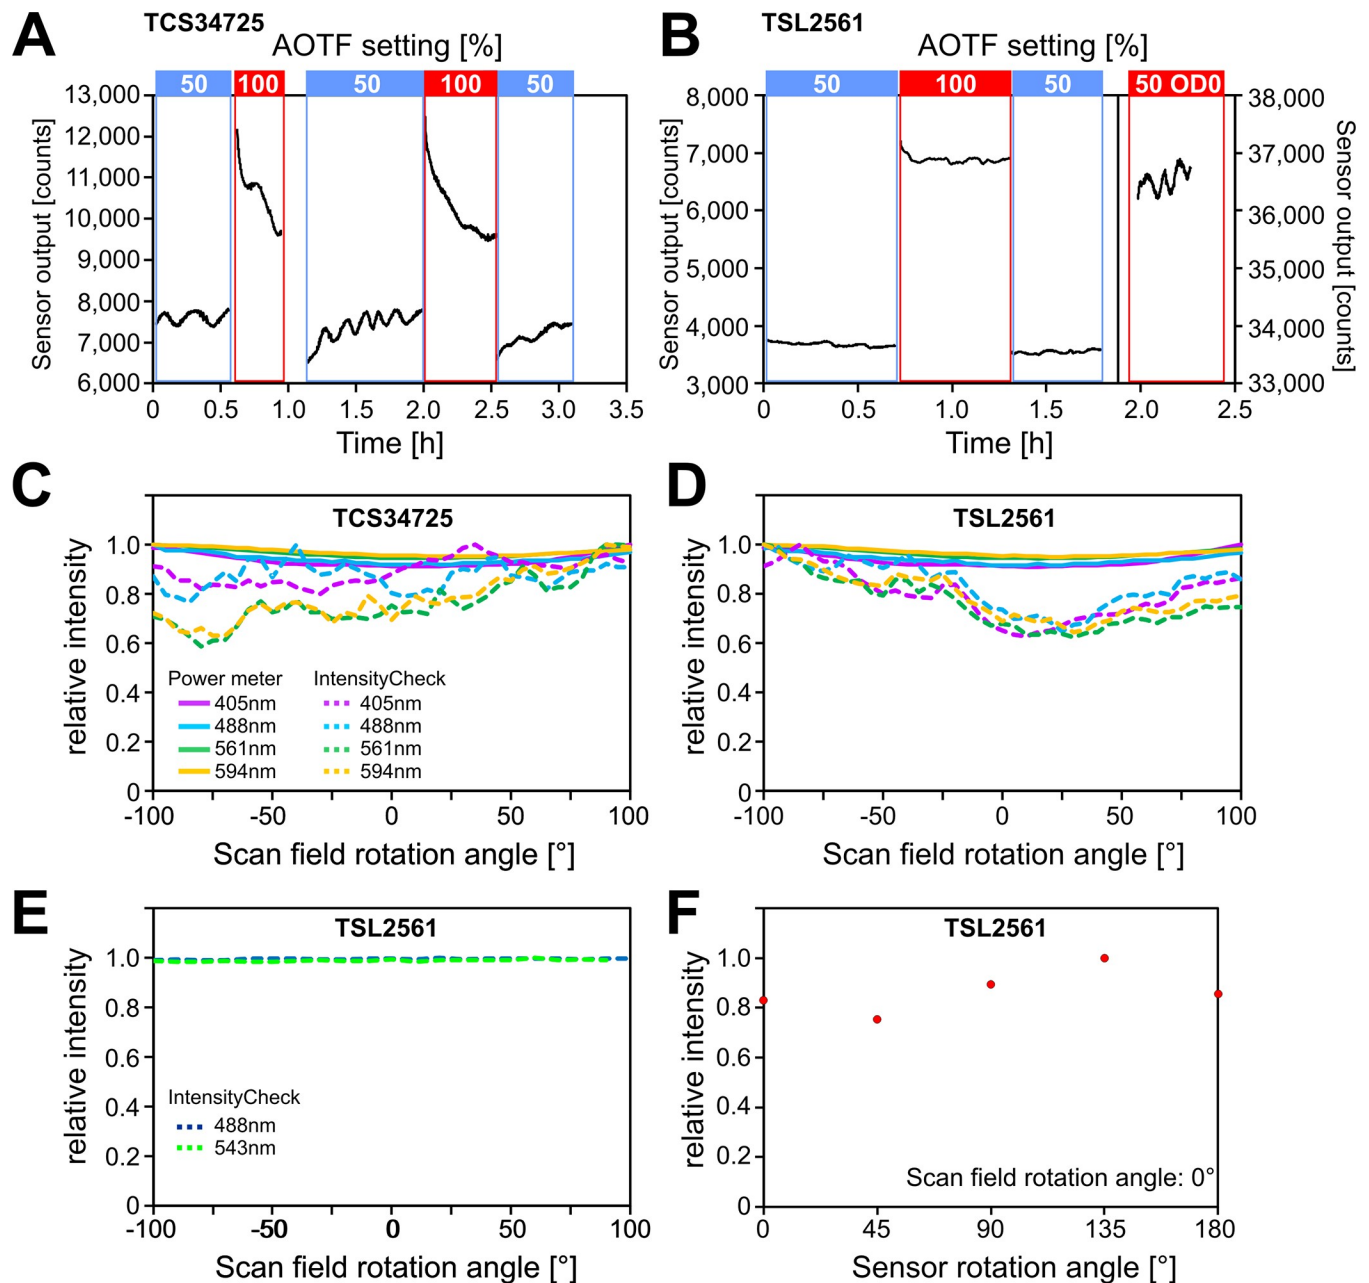 A
TCS34725
AOTF setting [%]
50 100 50 100 50
13,000
12,000
11,000
10,000
9,000
8,000
7,000
6,000
Sensor output [counts]
0 0.5 1.0 1.5 2.0 2.5 3.0 3.5
Time [h]
B
TSL2561
AOTF setting [%]
50 100 50 50 OD0
8,000
7,000
6,000
5,000
4,000
3,000
Sensor output [counts]
38,000
37,000
36,000
35,000
34,000
33,000
Sensor output [counts]
0 0.5 1.0 1.5 2.0 2.5
Time [h]
C
TCS34725
1.0
0.8
0.6
0.4
0.2
0
relative intensity
Power meter IntensityCheck
405nm 405nm
488nm 488nm
561nm 561nm
594nm 594nm
-100 -50 0 50 100
Scan field rotation angle [°]
D
TSL2561
1.0
0.8
0.6
0.4
0.2
0
relative intensity
-100 -50 0 50 100
Scan field rotation angle [°]
E
TSL2561
1.0
0.8
0.6
0.4
0.2
0
relative intensity
IntensityCheck
488nm
543nm
-100 -50 0 50 100
Scan field rotation angle [°]
F
TSL2561
1.0
0.8
0.6
0.4
0.2
0
relative intensity
Scan field rotation angle: 0°
0 45 90 135 180
Sensor rotation angle [°]